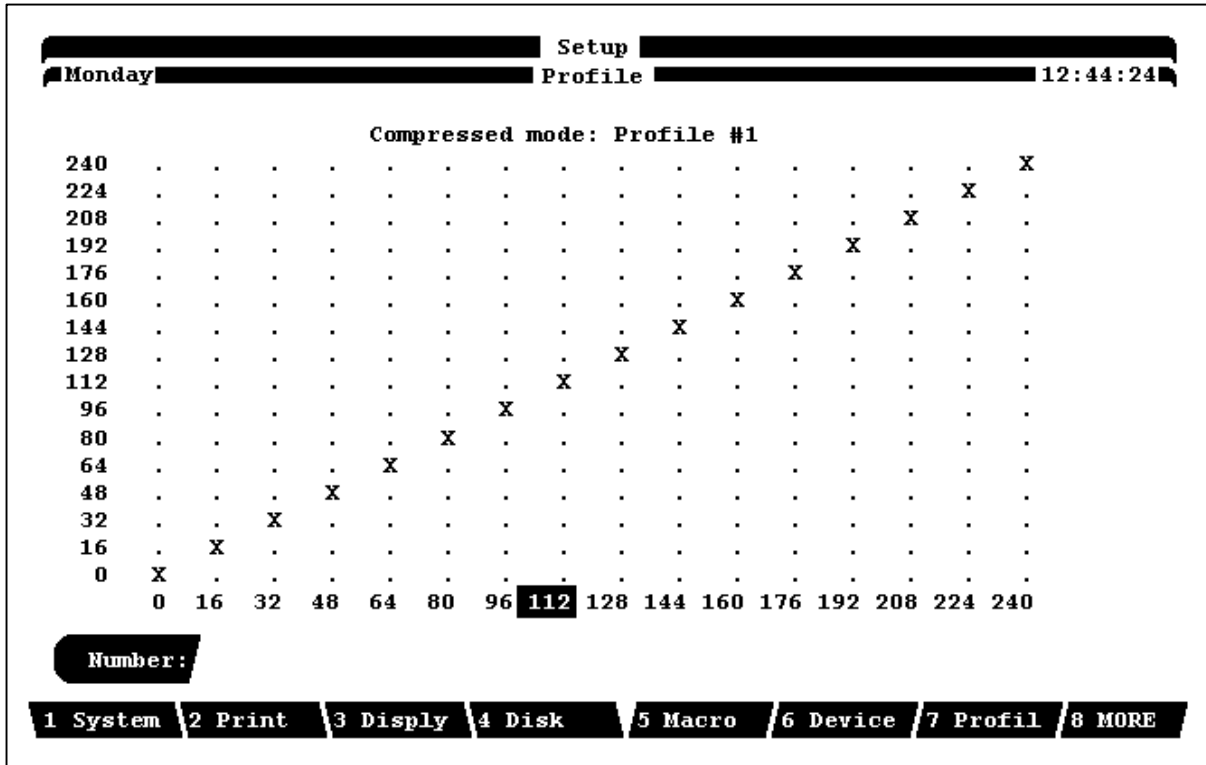 Setup
Monday Profile 12:44:24
Compressed mode: Profile #1
240 . . . . . . . . . . . . . . . X
224 . . . . . . . . . . . . . . X .
208 . . . . . . . . . . . . . X . .
192 . . . . . . . . . . . . X . . .
176 . . . . . . . . . . . X . . . .
160 . . . . . . . . . . X . . . . .
144 . . . . . . . . . X . . . . . .
128 . . . . . . . . X . . . . . . .
112 . . . . . . . X . . . . . . . .
96 . . . . . . X . . . . . . . . .
80 . . . . . X . . . . . . . . . .
64 . . . . X . . . . . . . . . . .
48 . . . X . . . . . . . . . . . .
32 . . X . . . . . . . . . . . . .
16 . X . . . . . . . . . . . . . .
0 X . . . . . . . . . . . . . . .
0 16 32 48 64 80 96 112 128 144 160 176 192 208 224 240
Number:
1 System 2 Print 3 Disply 4 Disk 5 Macro 6 Device 7 Profil 8 MORE